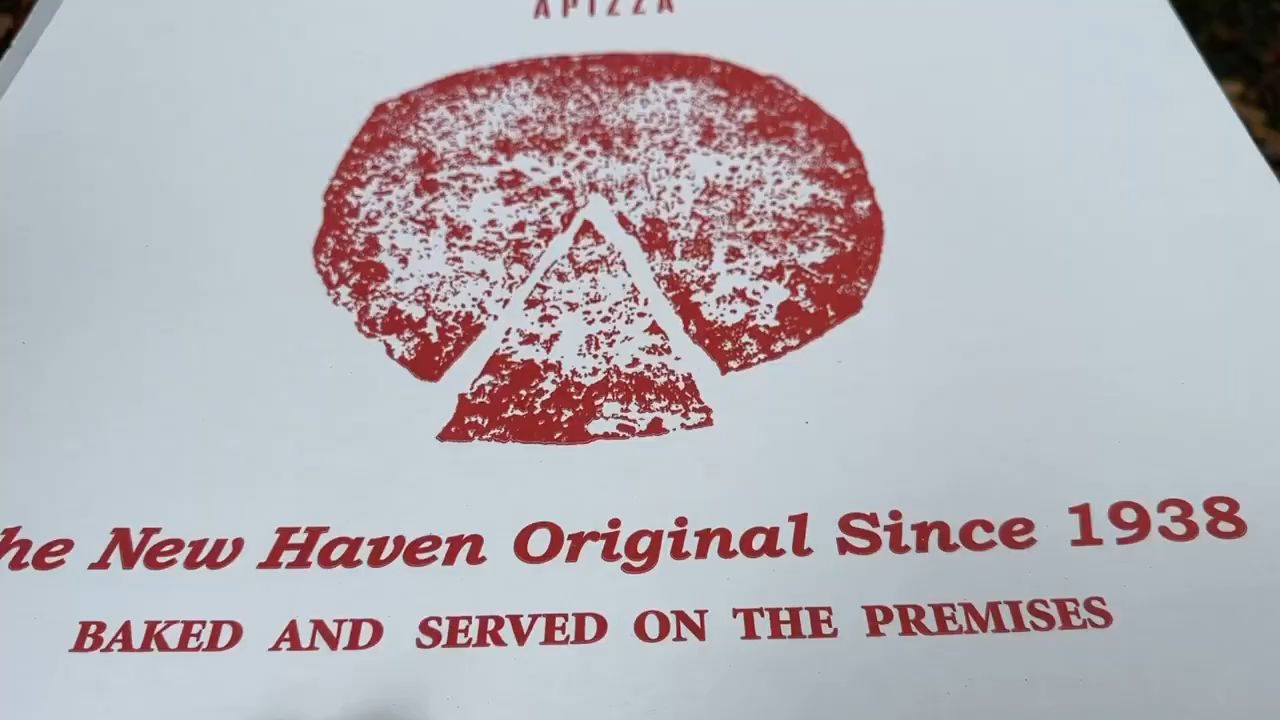 APIZZA
he New Haven Original Since 1938
BAKED AND SERVED ON THE PREMISES